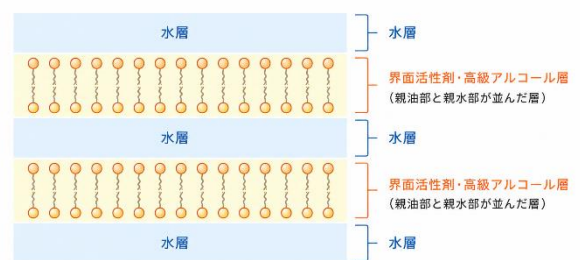 水層
水層
界面活性剤・高級アルコール層
（親油部と親水部が並んだ層）
水層
水層
界面活性剤・高級アルコール層
（親油部と親水部が並んだ層）
水層
水層